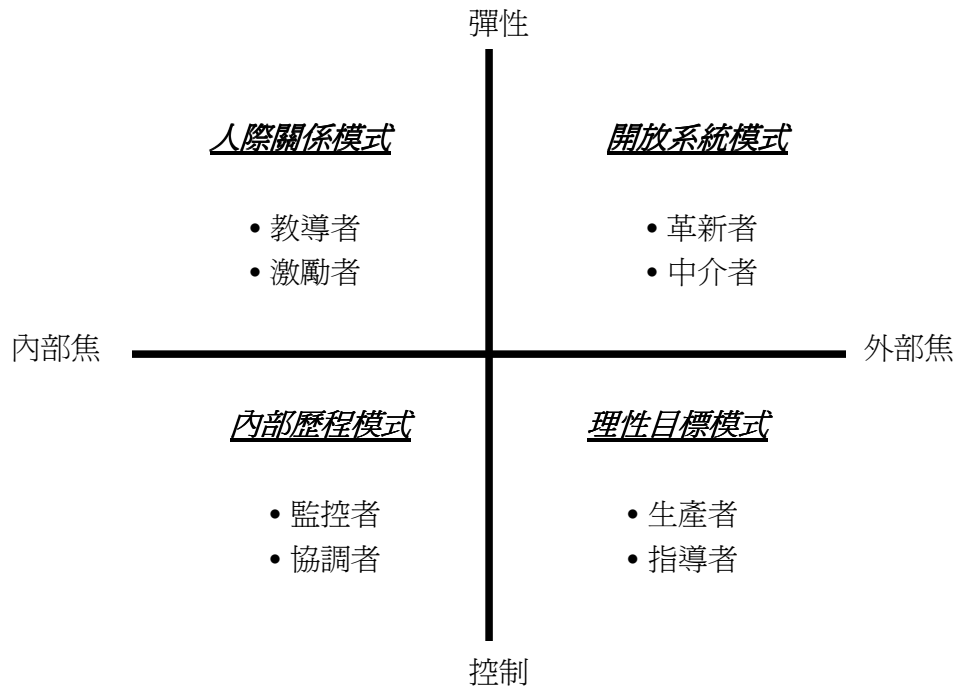 彈性
人際關係模式
• 教導者
• 激勵者
開放系統模式
• 革新者
• 中介者
內部焦
外部焦
內部歷程模式
• 監控者
• 協調者
理性目標模式
• 生產者
• 指導者
控制